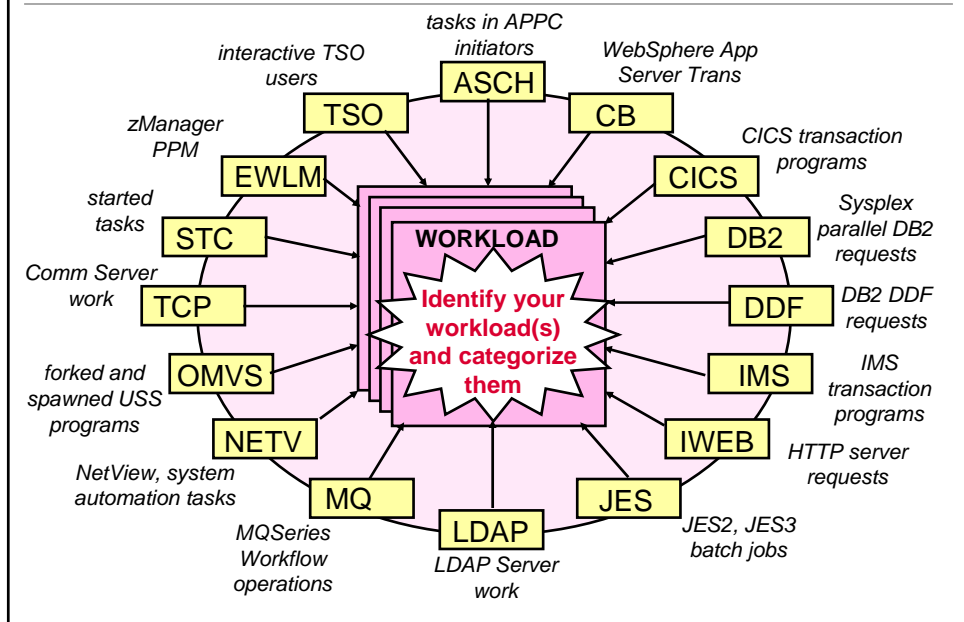 tasks in APPC
initiators
ASCH
WebSphere App
Server Trans
CB
CICS transaction
programs
CICS
Sysplex
parallel DB2
requests
DB2
DB2 DDF
requests
DDF
IMS
transaction
programs
IMS
HTTP server
requests
IWEB
JES2, JES3
batch jobs
JES
LDAP
LDAP Server
work
MQ
MQSeries
Workflow
operations
NETV
NetView, system
automation tasks
OMVS
forked and
spawned USS
programs
TCP
Comm Server
work
STC
started
tasks
EWLM
zManager
PPM
TSO
interactive TSO
users
WORKLOAD
Identify your
workload(s)
and categorize
them